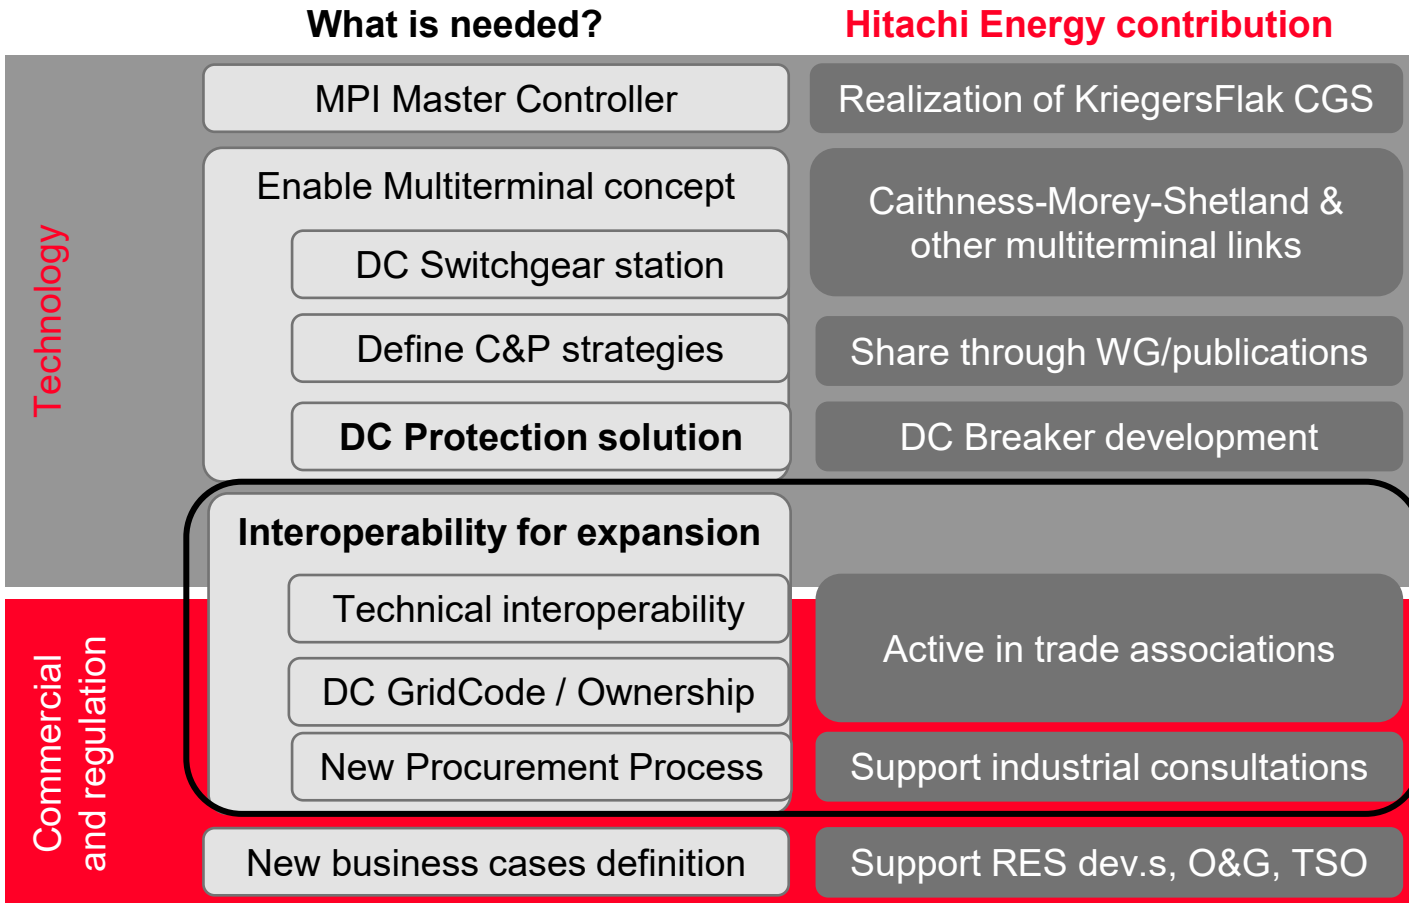 What is needed?
Hitachi Energy contribution
Technology
MPI Master Controller
Realization of KriegersFlak CGS
Enable Multiterminal concept
Caithness-Morey-Shetland &
other multiterminal links
DC Switchgear station
Define C&P strategies
Share through WG/publications
DC Protection solution
DC Breaker development
Interoperability for expansion
Commercial
and regulation
Technical interoperability
Active in trade associations
DC GridCode / Ownership
New Procurement Process
Support industrial consultations
New business cases definition
Support RES dev.s, O&G, TSO